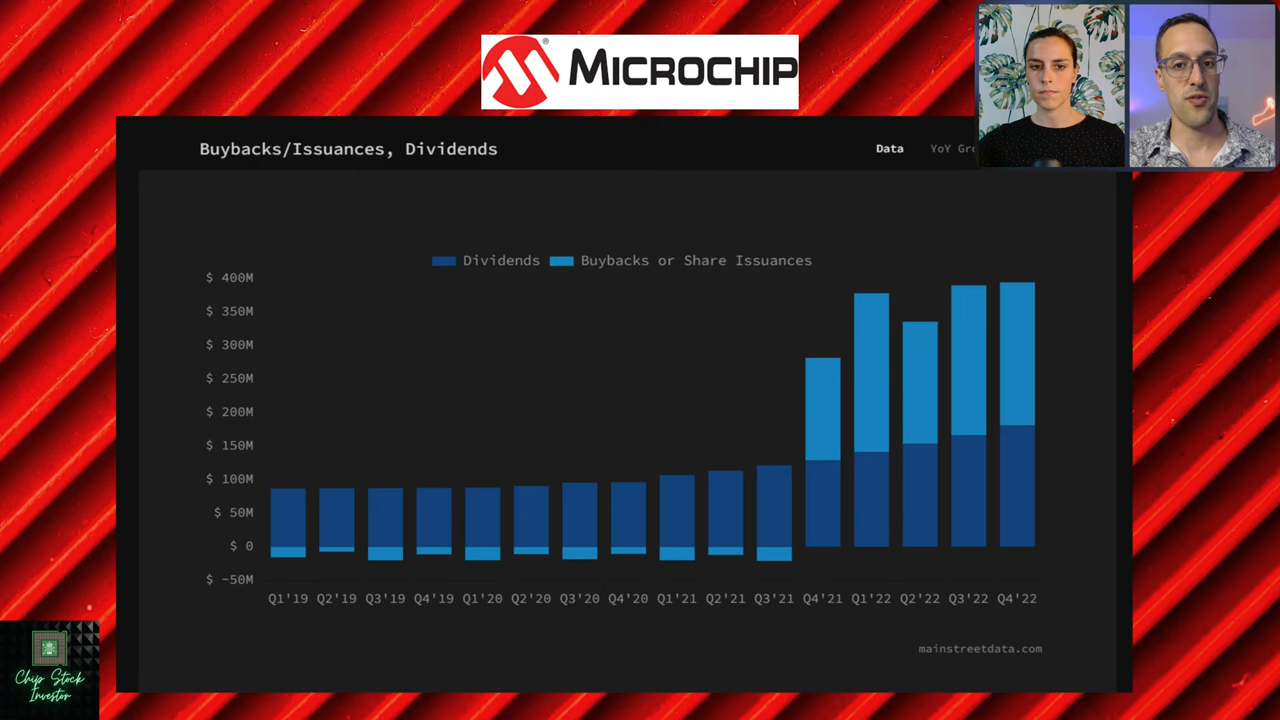 MICROCHIP
Buybacks/Issuances, Dividends
Data YoY Gro
Dividends Buybacks or Share Issuances
$ 400M
$ 350M
$ 300M
$ 250M
$ 200M
$ 150M
$ 100M
$ 50M
$ 0
$ -50M
Q1'19 Q2'19 Q3'19 Q4'19 Q1'20 Q2'20 Q3'20 Q4'20 Q1'21 Q2'21 Q3'21 Q4'21 Q1'22 Q2'22 Q3'22 Q4'22
mainstreetdata.com
Chip Stock
Investor